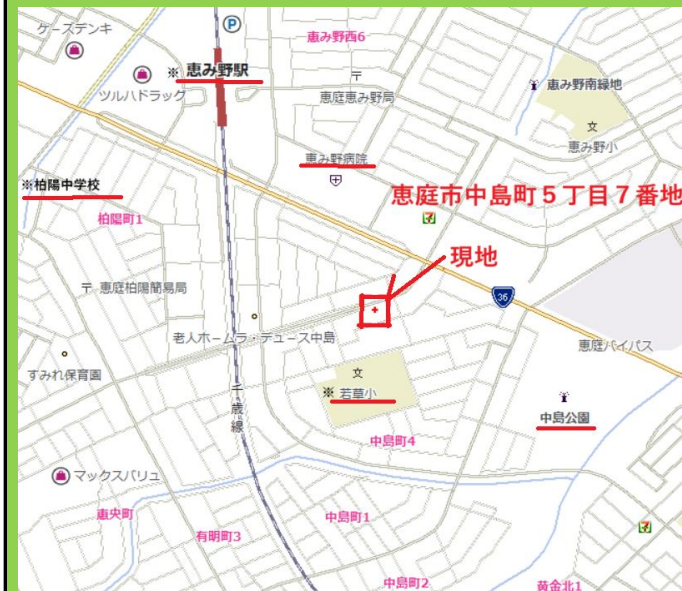 ケーズデンキ
P
恵み野西6
※ 恵み野駅
ツルハドラッグ
〒
恵庭恵み野局
恵み野南緑地
文
恵み野小
恵み野病院
※柏陽中学校
恵庭市中島町５丁目７番地
柏陽町1
7
現地
〒 恵庭柏陽簡易局
36
老人ホームラ・デュース中島
恵庭バイパス
すみれ保育園
文
※ 若草小
千歳線
中島公園
中島町4
マックスバリュ
恵央町
中島町1
有明町3
7
中島町2
黄金北1